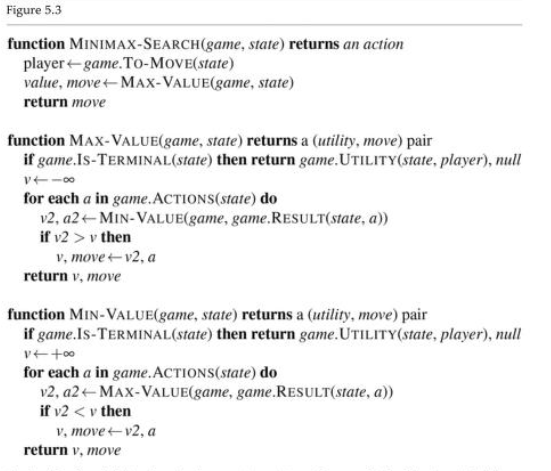 Figure 5.3
function MINIMAX-SEARCH(game, state) returns an action
player←game.TO-MOVE(state)
value, move←MAX-VALUE(game, state)
return move
function MAX-VALUE(game, state) returns a (utility, move) pair
if game.IS-TERMINAL(state) then return game.UTILITY(state, player), null
v←−∞
for each a in game.ACTIONS(state) do
v2, a2←MIN-VALUE(game, game.RESULT(state, a))
if v2 > v then
v, move←v2, a
return v, move
function MIN-VALUE(game, state) returns a (utility, move) pair
if game.IS-TERMINAL(state) then return game.UTILITY(state, player), null
v←+∞
for each a in game.ACTIONS(state) do
v2, a2←MAX-VALUE(game, game.RESULT(state, a))
if v2 < v then
v, move←v2, a
return v, move